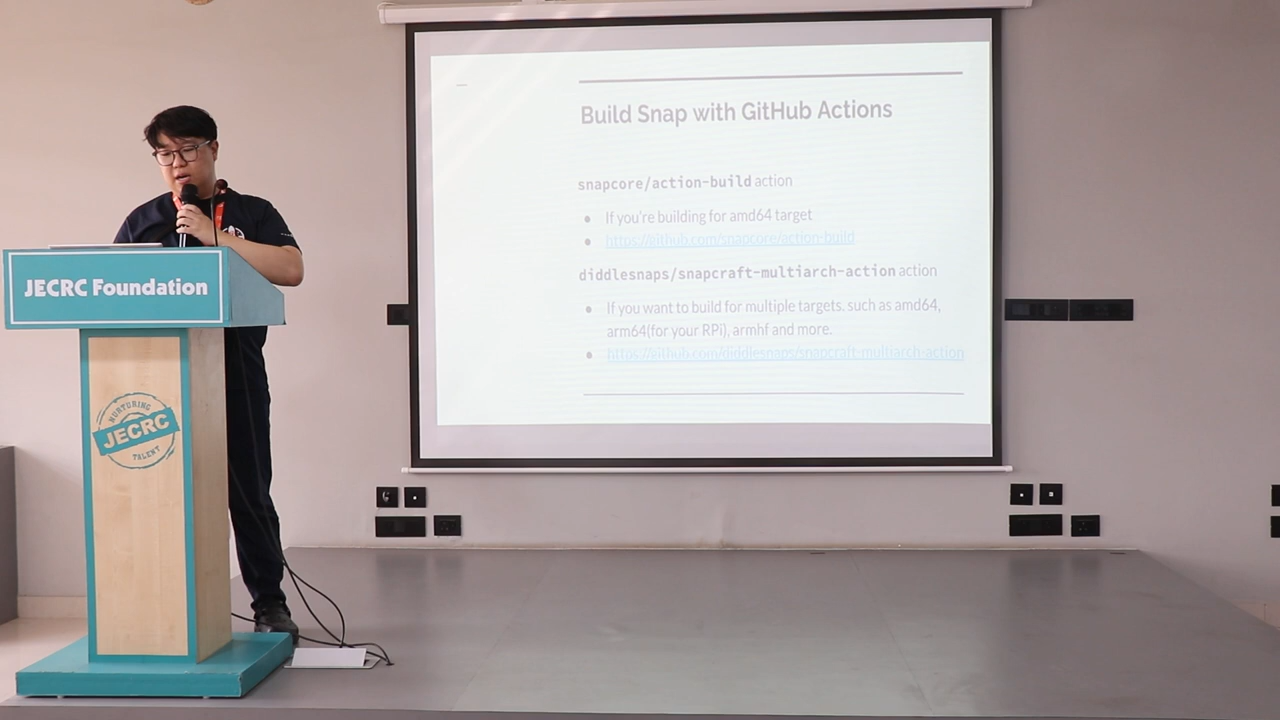 Build Snap with GitHub Actions
snapcore/action-build action
If you're building for amd64 target
https://github.com/snapcore/action-build
diddlesnaps/snapcraft-multiarch-action action
If you want to build for multiple targets. such as amd64,
arm64(for your RPi), armhf and more.
https://github.com/diddlesnaps/snapcraft-multiarch-action
JECRC Foundation
NURTURING
JECRC
TALENT